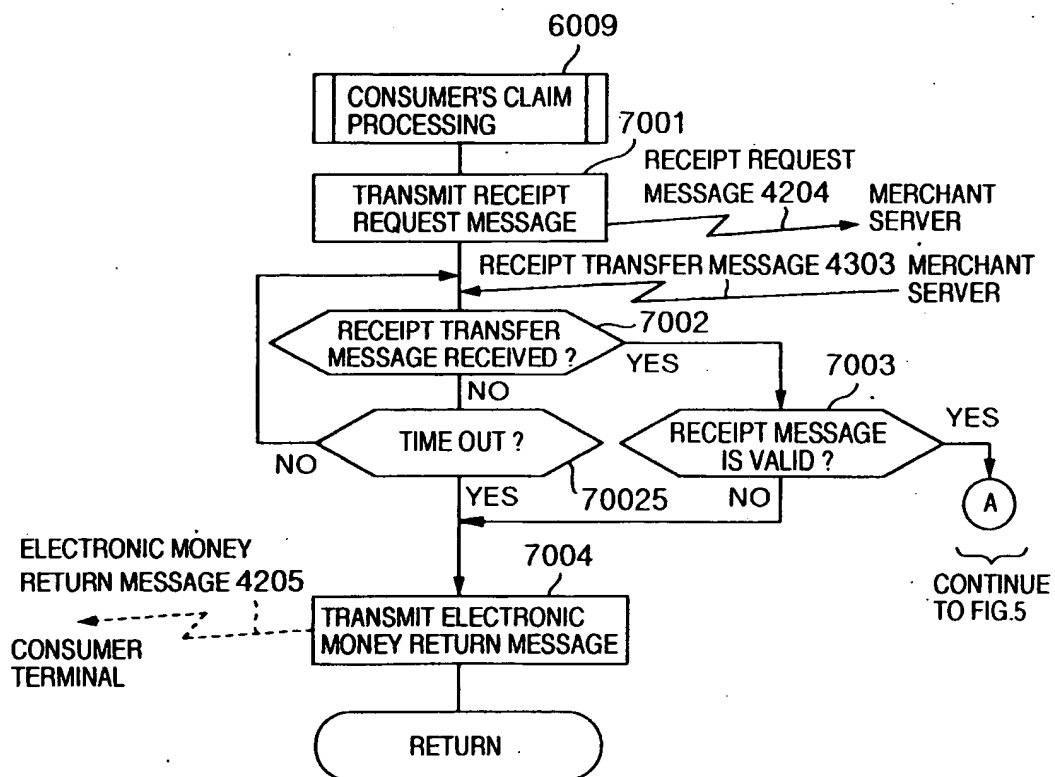 6009
CONSUMER'S CLAIM
PROCESSING
7001
TRANSMIT RECEIPT
REQUEST MESSAGE
RECEIPT REQUEST
MESSAGE 4204
MERCHANT
SERVER
RECEIPT TRANSFER MESSAGE 4303
MERCHANT
SERVER
7002
RECEIPT TRANSFER
MESSAGE RECEIVED ?
YES
NO
7003
RECEIPT MESSAGE
IS VALID ?
YES
NO
A
CONTINUE
TO FIG.5
TIME OUT ?
NO
YES
70025
ELECTRONIC MONEY
RETURN MESSAGE 4205
CONSUMER
TERMINAL
7004
TRANSMIT ELECTRONIC
MONEY RETURN MESSAGE
RETURN